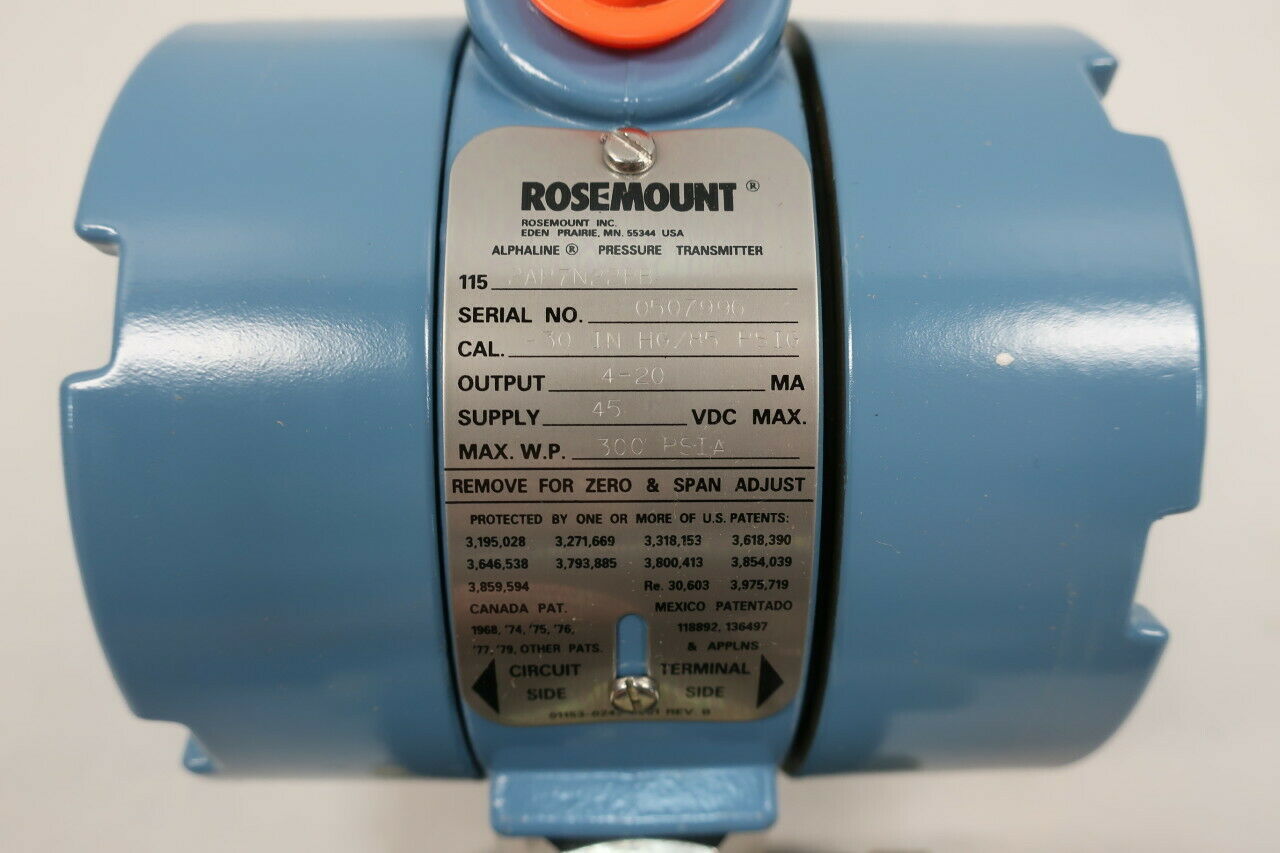 ROSEMOUNT ®
ROSEMOUNT INC.
EDEN PRAIRIE, MN. 55344 USA
ALPHALINE ® PRESSURE TRANSMITTER
115
SERIAL NO. 0507996
CAL. -30 IN HG/85 PSIG
OUTPUT 4-20 MA
SUPPLY 45 VDC MAX.
MAX. W.P. 300 PSIA
REMOVE FOR ZERO & SPAN ADJUST
PROTECTED BY ONE OR MORE OF U.S. PATENTS:
3,195,028 3,271,669 3,318,153 3,618,390
3,646,538 3,793,885 3,800,413 3,854,039
3,859,594 Re. 30,603 3,975,719
CANADA PAT. MEXICO PATENTADO
1968, '74, '75, '76, 118892, 136497
'77, '79, OTHER PATS. & APPLNS
CIRCUIT TERMINAL
SIDE SIDE
REV. B